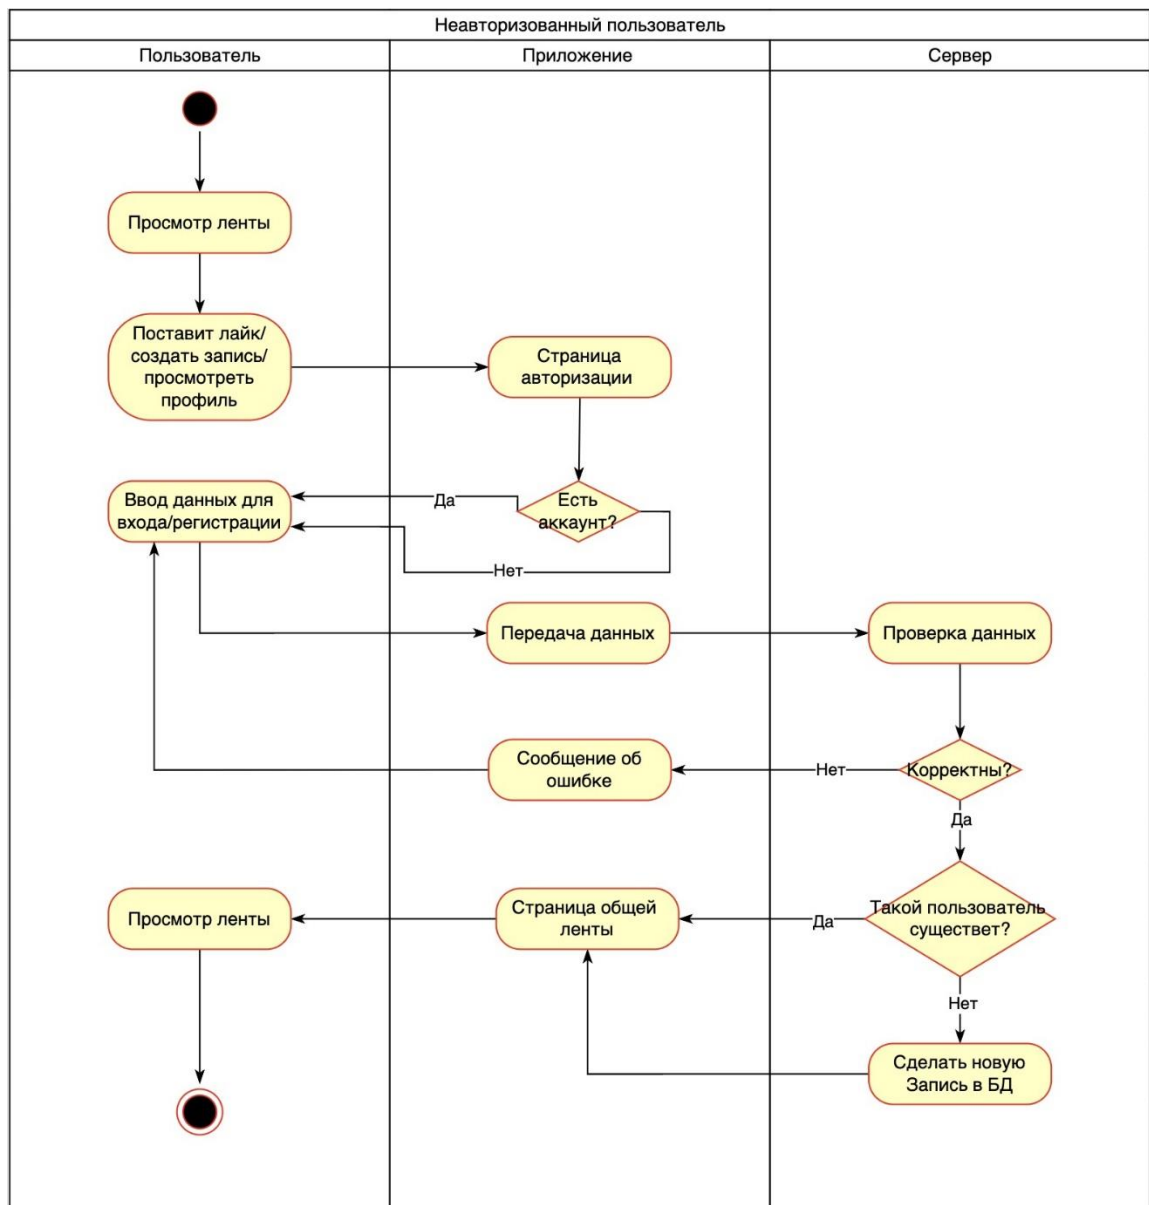 Неавторизованный пользователь
Пользователь
Приложение
Сервер
Просмотр ленты
Поставит лайк/
создать запись/
просмотреть
профиль
Страница
авторизации
Ввод данных для
входа/регистрации
Да
Есть
аккаунт?
Нет
Передача данных
Проверка данных
Сообщение об
ошибке
Нет
Корректны?
Да
Просмотр ленты
Страница общей
ленты
Да
Такой пользователь
существет?
Нет
Сделать новую
Запись в БД